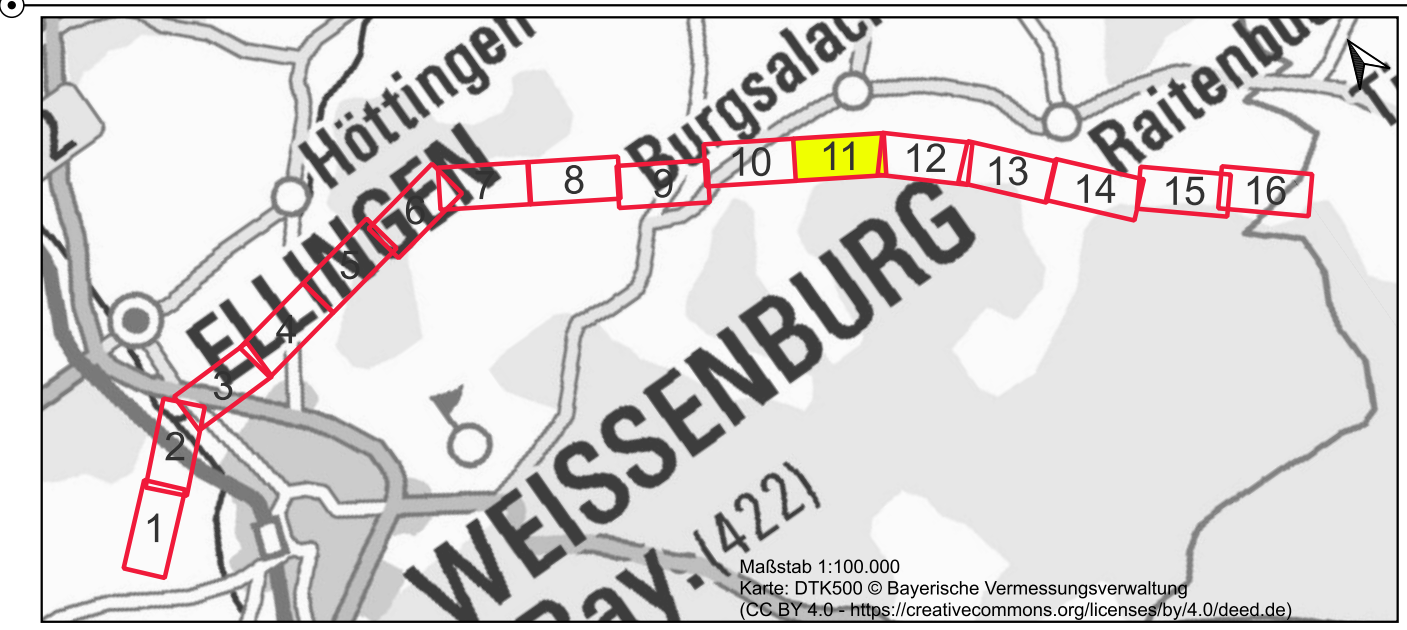 2
Höttingen
Burgsalach
Raitenbuc
ELLINGEN
WEISSENBURG
Bay. (422)
1
2
3
4
5
6
7
8
9
10
11
12
13
14
15
16
Maßstab 1:100.000
Karte: DTK500 © Bayerische Vermessungsverwaltung
(CC BY 4.0 - https://creativecommons.org/licenses/by/4.0/deed.de)